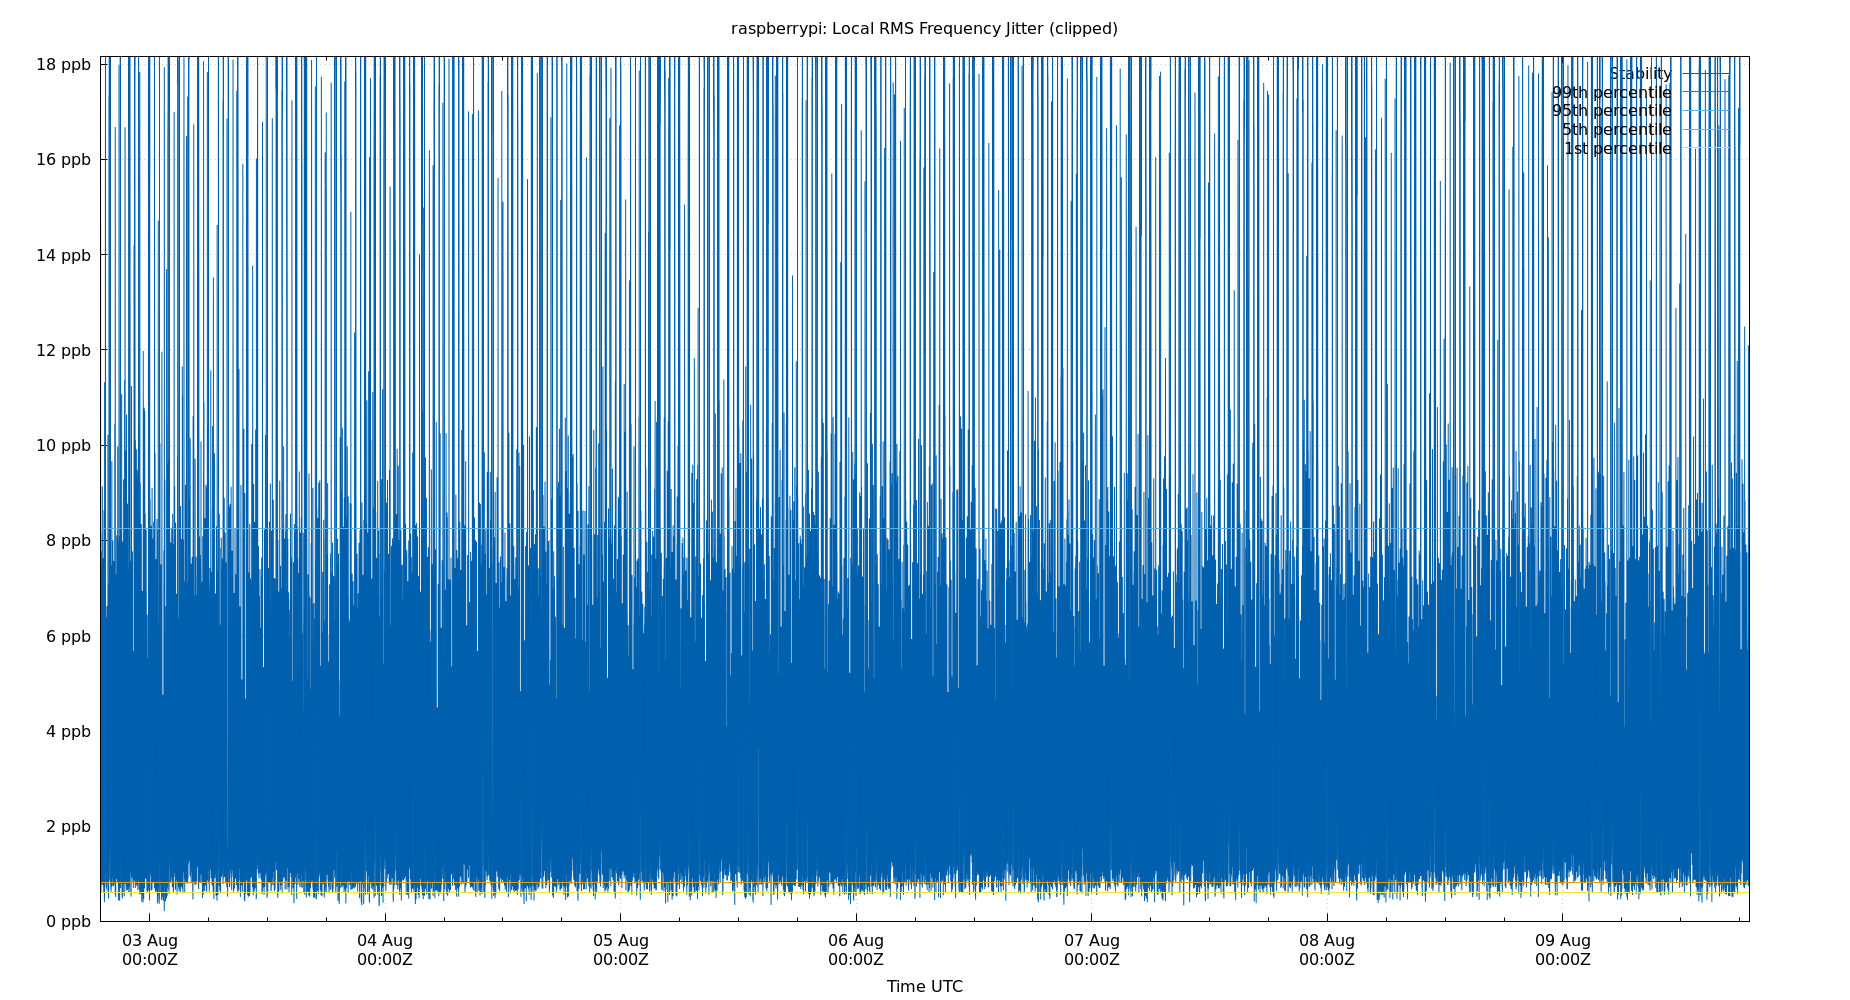 raspberrypi: Local RMS Frequency Jitter (clipped)
18 ppb
16 ppb
14 ppb
12 ppb
10 ppb
8 ppb
6 ppb
4 ppb
2 ppb
0 ppb
Stability
99th percentile
95th percentile
5th percentile
1st percentile
03 Aug
00:00Z
04 Aug
00:00Z
05 Aug
00:00Z
06 Aug
00:00Z
07 Aug
00:00Z
08 Aug
00:00Z
09 Aug
00:00Z
Time UTC